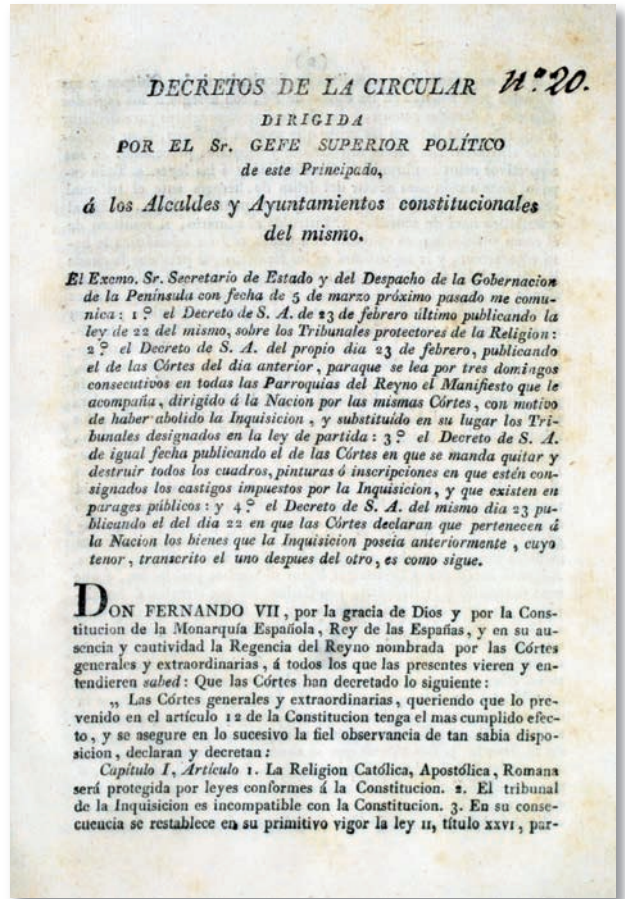 DECRETOS DE LA CIRCULAR Nº 20.
DIRIGIDA
POR EL Sr. GEFE SUPERIOR POLÍTICO
de este Principado,
á los Alcaldes y Ayuntamientos constitucionales
del mismo.
El Excmo. Sr. Secretario de Estado y del Despacho de la Gobernacion
de la Península con fecha de 5 de marzo próximo pasado me comu-
nica: 1º el Decreto de S. A. de 23 de febrero último publicando la
ley de 22 del mismo, sobre los Tribunales protectores de la Religion:
2º el Decreto de S. A. del propio dia 23 de febrero, publicando
el de las Córtes del dia anterior, paraque se lea por tres domingos
consecutivos en todas las Parroquias del Reyno el Manifiesto que le
acompaña, dirigido á la Nacion por las mismas Córtes, con motivo
de haber abolido la Inquisicion, y substituído en su lugar los Tri-
bunales designados en la ley de partida: 3º el Decreto de S. A.
de igual fecha publicando el de las Córtes en que se manda quitar y
destruir todos los cuadros, pinturas ó inscripciones en que estén con-
signados los castigos impuestos por la Inquisicion, y que existen en
parages públicos: y 4º el Decreto de S. A. del mismo dia 23 pu-
blicando el del dia 22 en que las Córtes declaran que pertenecen á
la Nacion los bienes que la Inquisicion poseia anteriormente, cuyo
tenor, transcrito el uno despues del otro, es como sigue.
DON FERNANDO VII, por la gracia de Dios y por la Cons-
titucion de la Monarquía Española, Rey de las Españas, y en su au-
sencia y cautividad la Regencia del Reyno nombrada por las Córtes
generales y extraordinarias, á todos los que las presentes vieren y en-
tendieren sabed: Que las Córtes han decretado lo siguiente:
„ Las Córtes generales y extraordinarias, queriendo que lo pre-
venido en el artículo 12 de la Constitucion tenga el mas cumplido efec-
to, y se asegure en lo sucesivo la fiel observancia de tan sabia dispo-
sicion, declaran y decretan:
Capítulo I, Artículo 1. La Religion Católica, Apostólica, Romana
será protegida por leyes conformes á la Constitucion. 2. El tribunal
de la Inquisicion es incompatible con la Constitucion. 3. En su conse-
cuencia se restablece en su primitivo vigor la ley II, título XXVI, par-